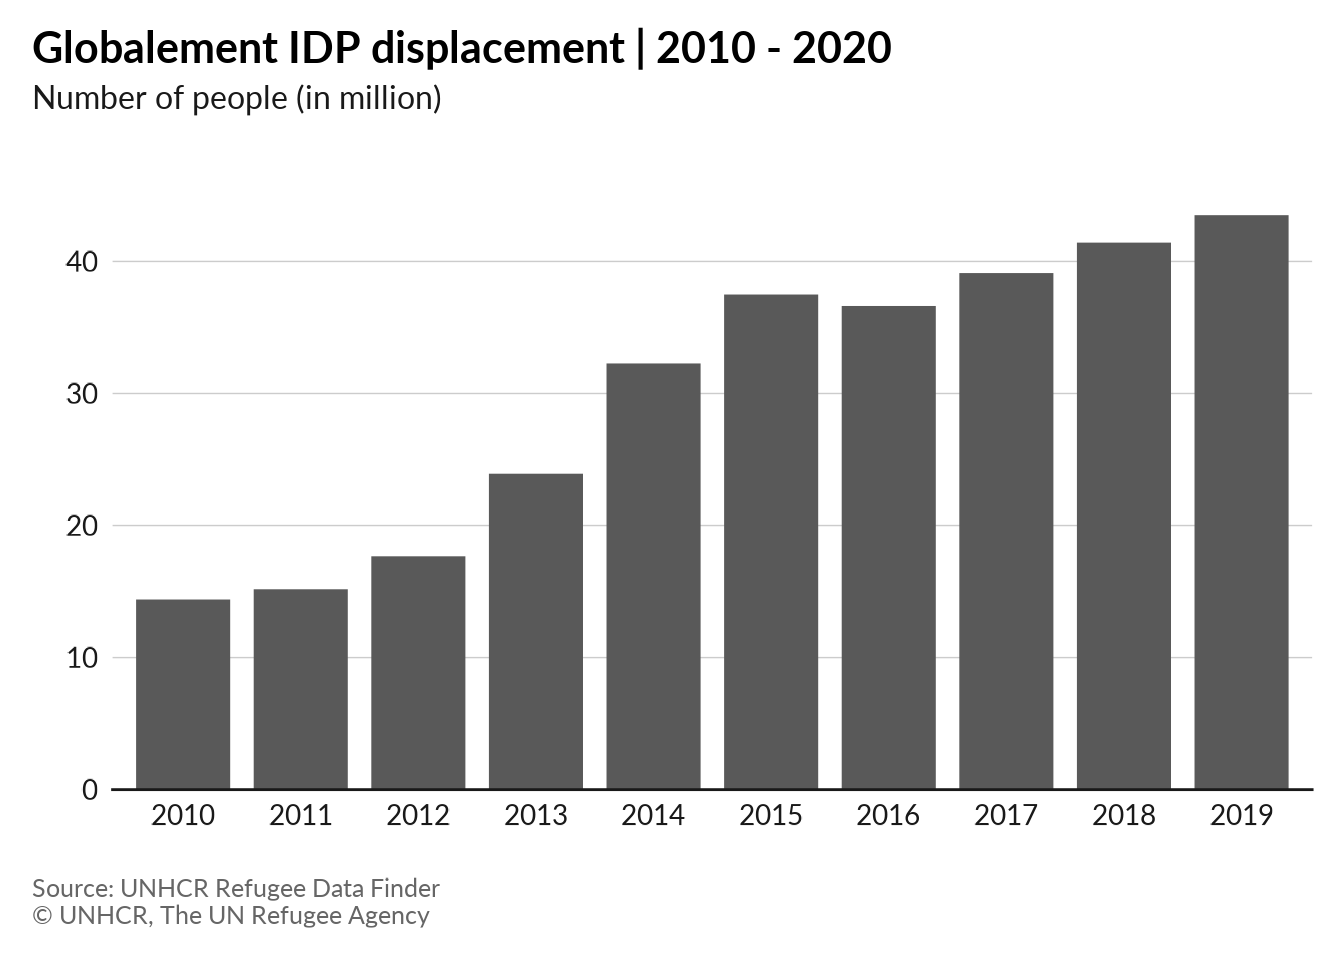 Globalement IDP displacement | 2010 - 2020
Number of people (in million)
40
30
20
10
0
2010 2011 2012 2013 2014 2015 2016 2017 2018 2019
Source: UNHCR Refugee Data Finder
© UNHCR, The UN Refugee Agency